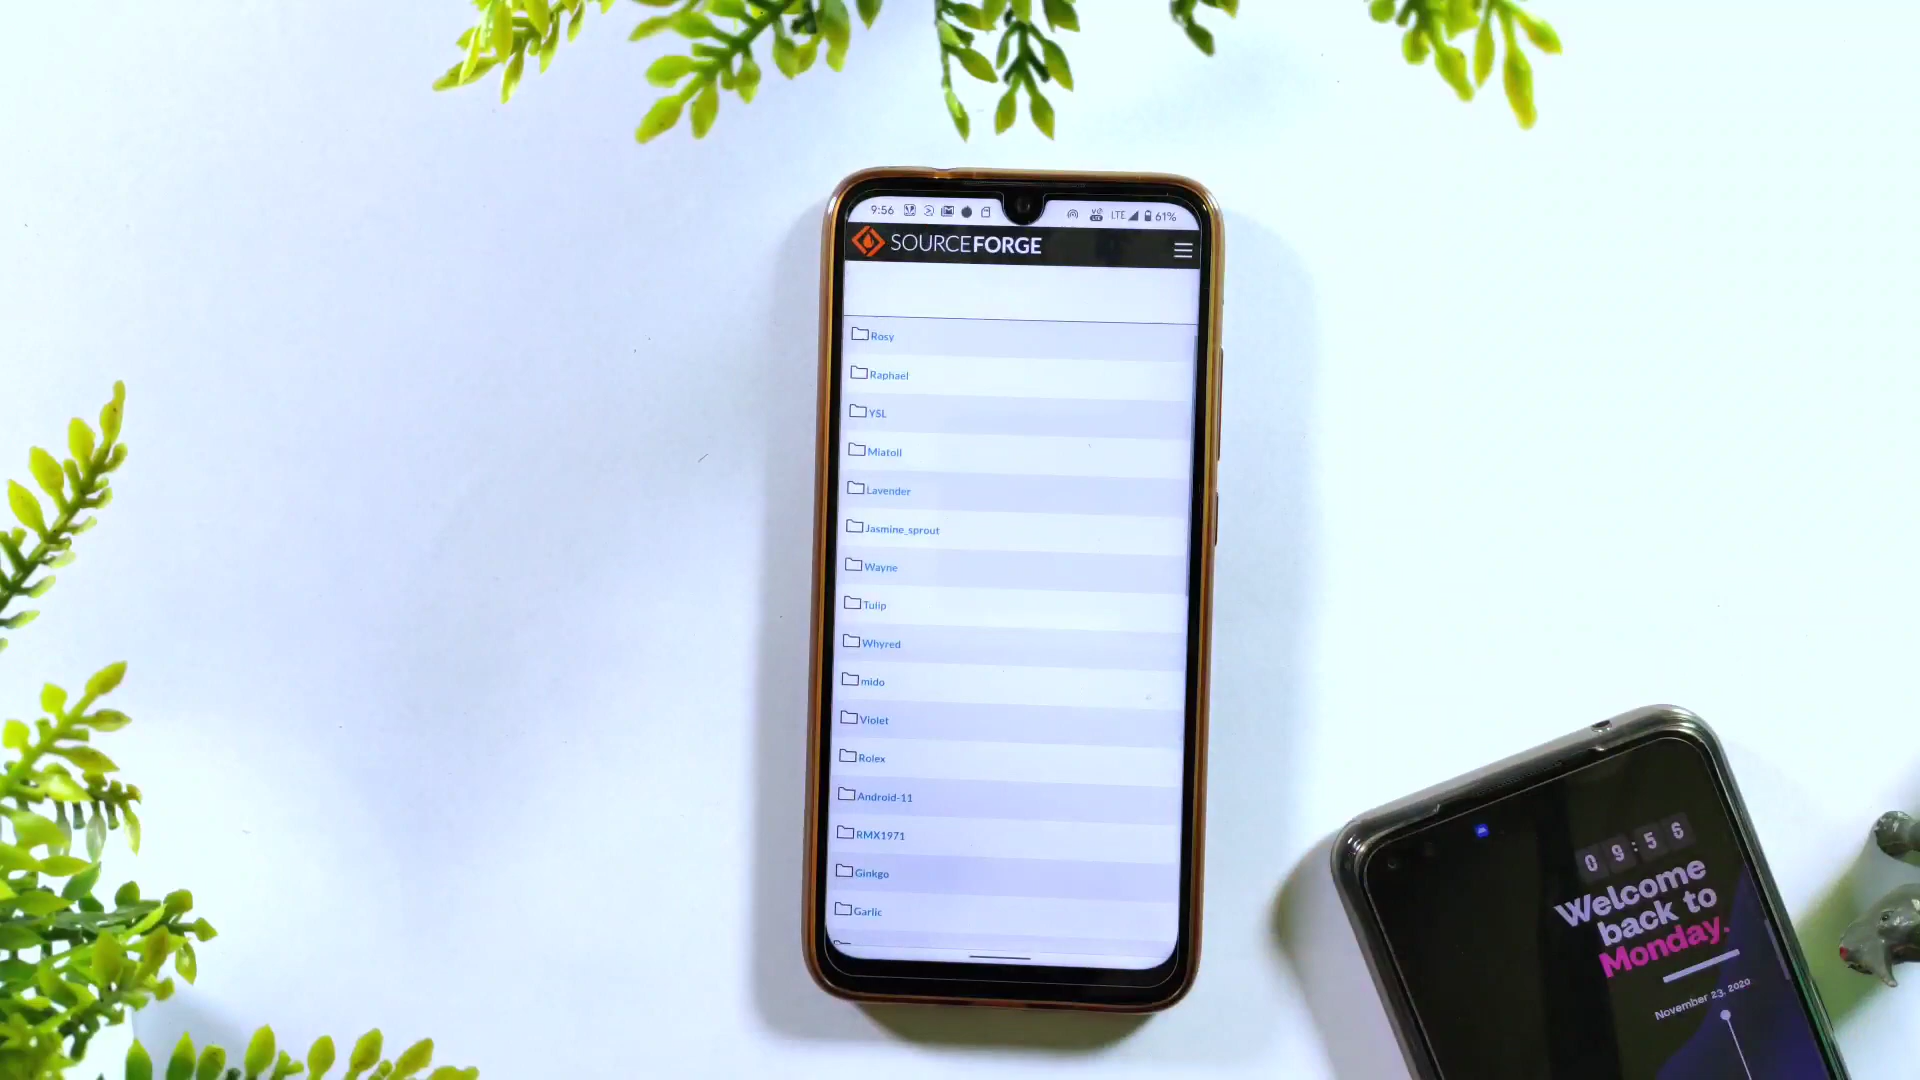 9:56
LTE 61%
SOURCEFORGE
Rosy
Raphael
YSL
Miatoll
Lavender
Jasmine_sprout
Wayne
Tulip
Whyred
mido
Violet
Rolex
Android-11
RMX1971
Ginkgo
Garlic
09:56
Welcome
back to
Monday.
November 23, 2020